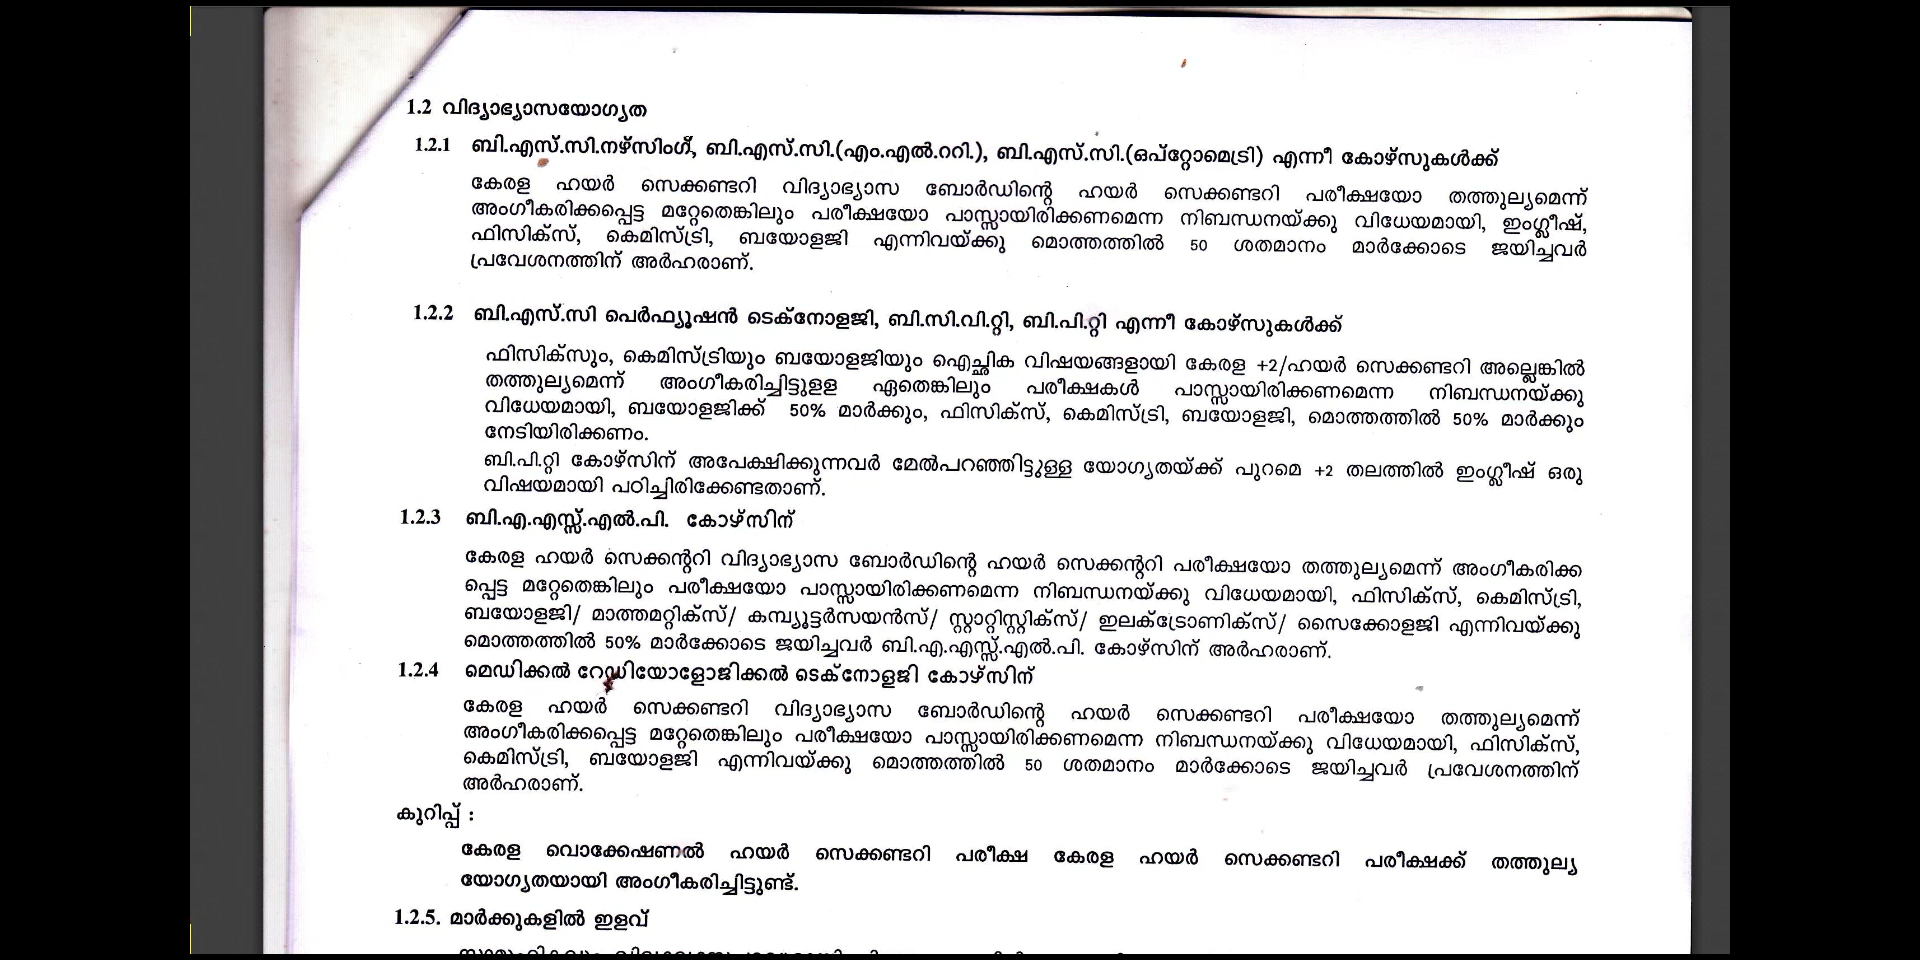 1.2 വിദ്യാഭ്യാസയോഗ്യത
1.2.1 ബി.എസ്.സി.നഴ്സിംഗ്, ബി.എസ്.സി.(എം.എൽ.ററി.), ബി.എസ്.സി.(ഒപ്റ്റോമെട്രി) എന്നീ കോഴ്സുകൾക്ക്
കേരള ഹയർ സെക്കണ്ടറി വിദ്യാഭ്യാസ ബോർഡിന്റെ ഹയർ സെക്കണ്ടറി പരീക്ഷയോ തത്തുല്യമെന്ന്
അംഗീകരിക്കപ്പെട്ട മറ്റേതെങ്കിലും പരീക്ഷയോ പാസ്സായിരിക്കണമെന്ന നിബന്ധനയ്ക്കു വിധേയമായി, ഇംഗ്ലീഷ്,
ഫിസിക്സ്, കെമിസ്ട്രി, ബയോളജി എന്നിവയ്ക്കു മൊത്തത്തിൽ 50 ശതമാനം മാർക്കോടെ ജയിച്ചവർ
പ്രവേശനത്തിന് അർഹരാണ്.
1.2.2 ബി.എസ്.സി പെർഫ്യൂഷൻ ടെക്നോളജി, ബി.സി.വി.റ്റി, ബി.പി.റ്റി എന്നീ കോഴ്സുകൾക്ക്
ഫിസിക്സും, കെമിസ്ട്രിയും ബയോളജിയും ഐച്ഛിക വിഷയങ്ങളായി കേരള +2/ഹയർ സെക്കണ്ടറി അല്ലെങ്കിൽ
തത്തുല്യമെന്ന് അംഗീകരിച്ചിട്ടുളള ഏതെങ്കിലും പരീക്ഷകൾ പാസ്സായിരിക്കണമെന്ന നിബന്ധനയ്ക്കു
വിധേയമായി, ബയോളജിക്ക് 50% മാർക്കും, ഫിസിക്സ്, കെമിസ്ട്രി, ബയോളജി, മൊത്തത്തിൽ 50% മാർക്കും
നേടിയിരിക്കണം.
ബി.പി.റ്റി കോഴ്സിന് അപേക്ഷിക്കുന്നവർ മേൽപറഞ്ഞിട്ടുള്ള യോഗ്യതയ്ക്ക് പുറമെ +2 തലത്തിൽ ഇംഗ്ലീഷ് ഒരു
വിഷയമായി പഠിച്ചിരിക്കേണ്ടതാണ്.
1.2.3 ബി.എ.എസ്സ്.എൽ.പി. കോഴ്സിന്
കേരള ഹയർ സെക്കന്ററി വിദ്യാഭ്യാസ ബോർഡിന്റെ ഹയർ സെക്കന്ററി പരീക്ഷയോ തത്തുല്യമെന്ന് അംഗീകരിക്ക
പ്പെട്ട മറ്റേതെങ്കിലും പരീക്ഷയോ പാസ്സായിരിക്കണമെന്ന നിബന്ധനയ്ക്കു വിധേയമായി, ഫിസിക്സ്, കെമിസ്ട്രി,
ബയോളജി/ മാത്തമറ്റിക്സ്/ കമ്പ്യൂട്ടർസയൻസ്/ സ്റ്റാറ്റിസ്റ്റിക്സ്/ ഇലക്ട്രോണിക്സ്/ സൈക്കോളജി എന്നിവയ്ക്കു
മൊത്തത്തിൽ 50% മാർക്കോടെ ജയിച്ചവർ ബി.എ.എസ്സ്.എൽ.പി. കോഴ്സിന് അർഹരാണ്.
1.2.4 മെഡിക്കൽ റേഡിയോളോജിക്കൽ ടെക്നോളജി കോഴ്സിന്
കേരള ഹയർ സെക്കണ്ടറി വിദ്യാഭ്യാസ ബോർഡിന്റെ ഹയർ സെക്കണ്ടറി പരീക്ഷയോ തത്തുല്യമെന്ന്
അംഗീകരിക്കപ്പെട്ട മറ്റേതെങ്കിലും പരീക്ഷയോ പാസ്സായിരിക്കണമെന്ന നിബന്ധനയ്ക്കു വിധേയമായി, ഫിസിക്സ്,
കെമിസ്ട്രി, ബയോളജി എന്നിവയ്ക്കു മൊത്തത്തിൽ 50 ശതമാനം മാർക്കോടെ ജയിച്ചവർ പ്രവേശനത്തിന്
അർഹരാണ്.
കുറിപ്പ് :
കേരള വൊക്കേഷണൽ ഹയർ സെക്കണ്ടറി പരീക്ഷ കേരള ഹയർ സെക്കണ്ടറി പരീക്ഷക്ക് തത്തുല്യ
യോഗ്യതയായി അംഗീകരിച്ചിട്ടുണ്ട്.
1.2.5. മാർക്കുകളിൽ ഇളവ്